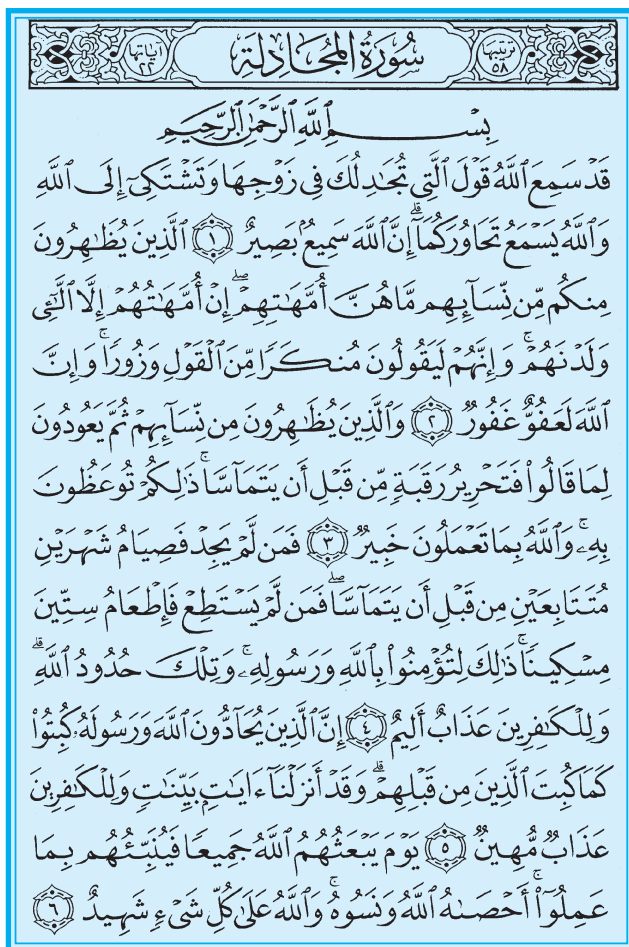 ترتيبها ٥٨ سُورَةُ المُجَادِلَةِ آياتها ٢٢
بِسْمِ ٱللَّهِ ٱلرَّحْمَٰنِ ٱلرَّحِيمِ
قَدْ سَمِعَ ٱللَّهُ قَوْلَ ٱلَّتِى تُجَٰدِلُكَ فِى زَوْجِهَا وَتَشْتَكِىٓ إِلَى ٱللَّهِ
وَٱللَّهُ يَسْمَعُ تَحَاوُرَكُمَآ ۗ إِنَّ ٱللَّهَ سَمِيعٌۢ بَصِيرٌ ١ ٱلَّذِينَ يُظَٰهِرُونَ
مِنكُم مِّن نِّسَآئِهِم مَّا هُنَّ أُمَّهَٰتِهِمْ ۖ إِنْ أُمَّهَٰتُهُمْ إِلَّا ٱلَّٰٓـِٔى
وَلَدْنَهُمْ ۚ وَإِنَّهُمْ لَيَقُولُونَ مُنكَرًا مِّنَ ٱلْقَوْلِ وَزُورًا ۚ وَإِنَّ
ٱللَّهَ لَعَفُوٌّ غَفُورٌ ٢ وَٱلَّذِينَ يُظَٰهِرُونَ مِن نِّسَآئِهِمْ ثُمَّ يَعُودُونَ
لِمَا قَالُوا۟ فَتَحْرِيرُ رَقَبَةٍ مِّن قَبْلِ أَن يَتَمَآسَّا ۚ ذَٰلِكُمْ تُوعَظُونَ
بِهِۦ ۚ وَٱللَّهُ بِمَا تَعْمَلُونَ خَبِيرٌ ٣ فَمَن لَّمْ يَجِدْ فَصِيَامُ شَهْرَيْنِ
مُتَتَابِعَيْنِ مِن قَبْلِ أَن يَتَمَآسَّا ۖ فَمَن لَّمْ يَسْتَطِعْ فَإِطْعَامُ سِتِّينَ
مِسْكِينًا ۚ ذَٰلِكَ لِتُؤْمِنُوا۟ بِٱللَّهِ وَرَسُولِهِۦ ۚ وَتِلْكَ حُدُودُ ٱللَّهِ ۗ
وَلِلْكَٰفِرِينَ عَذَابٌ أَلِيمٌ ٤ إِنَّ ٱلَّذِينَ يُحَآدُّونَ ٱللَّهَ وَرَسُولَهُۥ كُبِتُوا۟
كَمَا كُبِتَ ٱلَّذِينَ مِن قَبْلِهِمْ ۚ وَقَدْ أَنزَلْنَآ ءَايَٰتٍۭ بَيِّنَٰتٍ ۚ وَلِلْكَٰفِرِينَ
عَذَابٌ مُّهِينٌ ٥ يَوْمَ يَبْعَثُهُمُ ٱللَّهُ جَمِيعًا فَيُنَبِّئُهُم بِمَا
عَمِلُوٓا۟ ۚ أَحْصَىٰهُ ٱللَّهُ وَنَسُوهُ ۚ وَٱللَّهُ عَلَىٰ كُلِّ شَىْءٍ شَهِيدٌ ٦